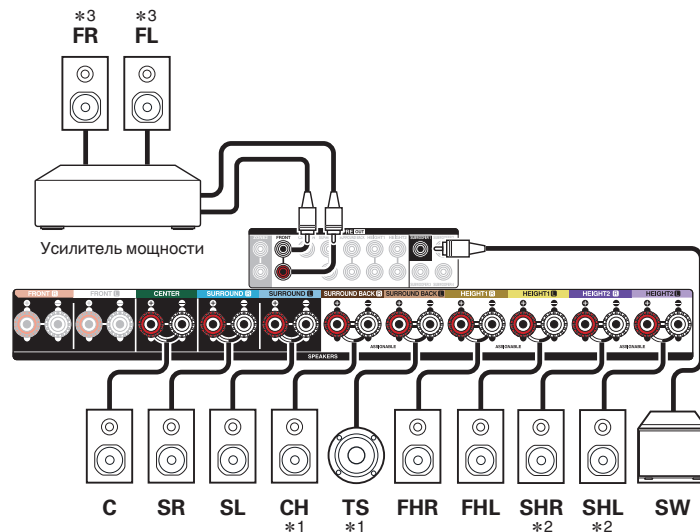 *3 *3
FR FL
Усилитель мощности
PRE OUT
FRONT
FRONT R FRONT L CENTER SURROUND R SURROUND L SURROUND BACK R SURROUND BACK L HEIGHT1 R HEIGHT1 L HEIGHT2 R HEIGHT2 L
ASSIGNABLE ASSIGNABLE ASSIGNABLE
SPEAKERS
C SR SL CH TS FHR FHL SHR SHL SW
*1 *1 *2 *2